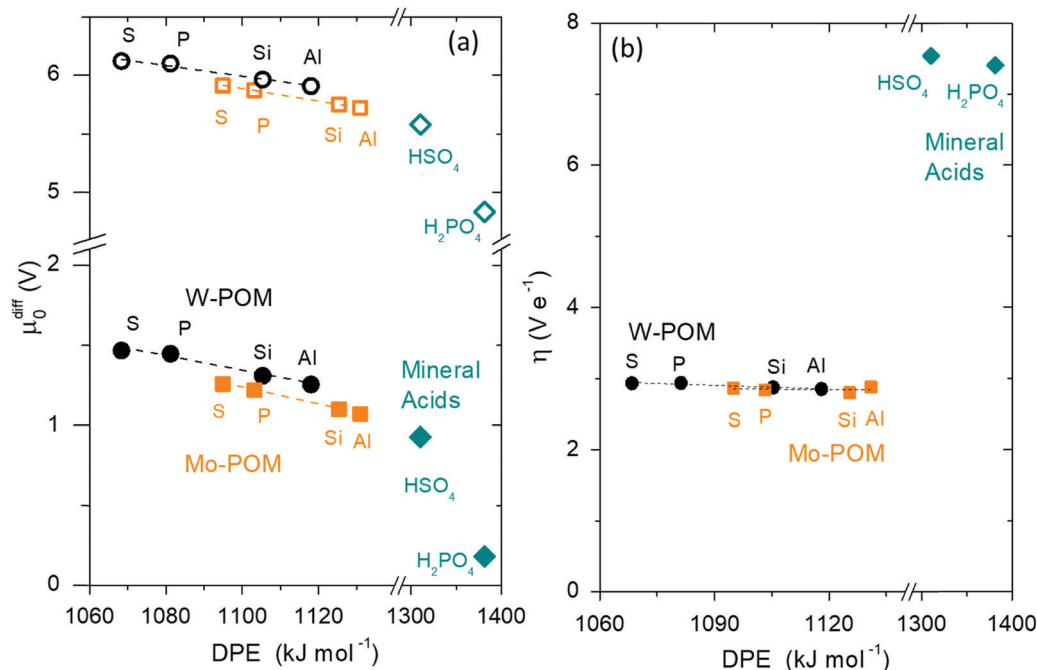 (a)
S
P
Si
Al
S
P
Si
Al
HSO₄
H₂PO₄
W-POM
S
P
Si
Al
S
P
Si
Al
Mo-POM
Mineral
Acids
HSO₄
H₂PO₄
6
5
2
1
0
μ₀^diff (V)
1060
1100
1120
1300
1400
DPE (kJ mol⁻¹)
(b)
HSO₄
H₂PO₄
Mineral
Acids
W-POM
S
P
Si
Al
S
P
Si
Al
Mo-POM
8
6
4
2
0
η (V e⁻¹)
1060
1090
1120
1300
1400
DPE (kJ mol⁻¹)